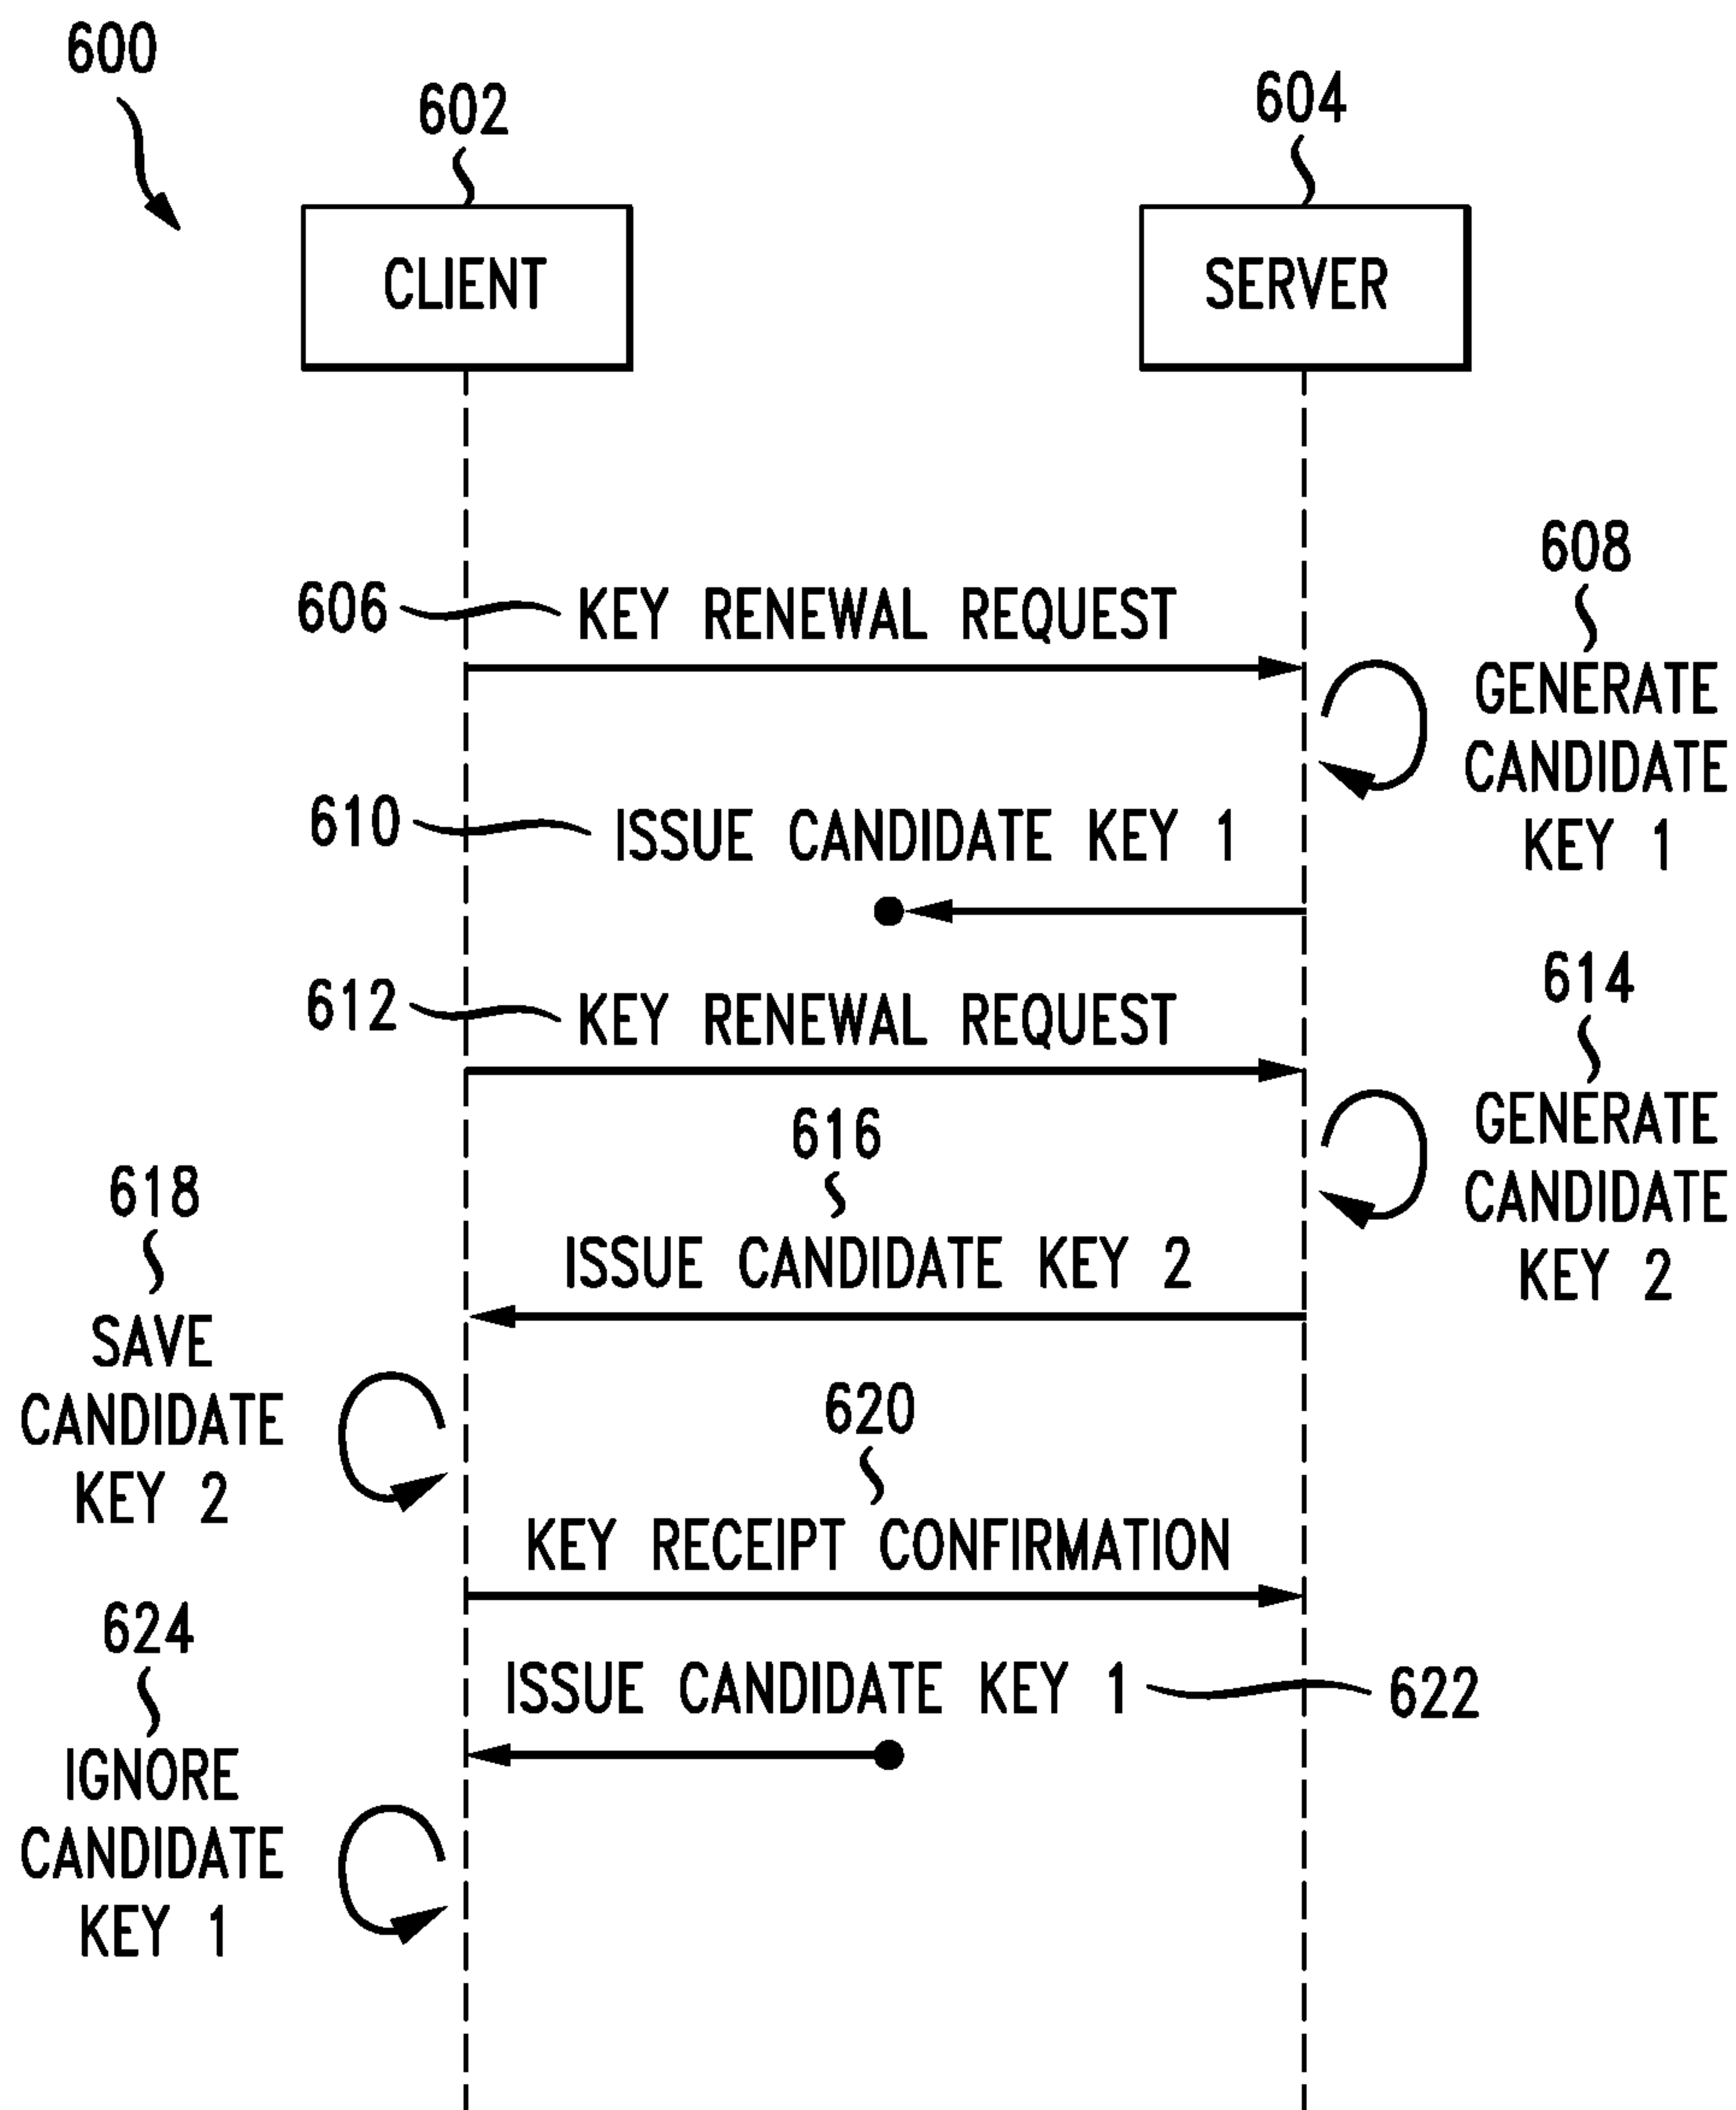 600
602
604
CLIENT
SERVER
606
KEY RENEWAL REQUEST
608
GENERATE
CANDIDATE
KEY 1
610
ISSUE CANDIDATE KEY 1
612
KEY RENEWAL REQUEST
614
GENERATE
CANDIDATE
KEY 2
616
ISSUE CANDIDATE KEY 2
618
SAVE
CANDIDATE
KEY 2
620
KEY RECEIPT CONFIRMATION
624
IGNORE
CANDIDATE
KEY 1
ISSUE CANDIDATE KEY 1
622